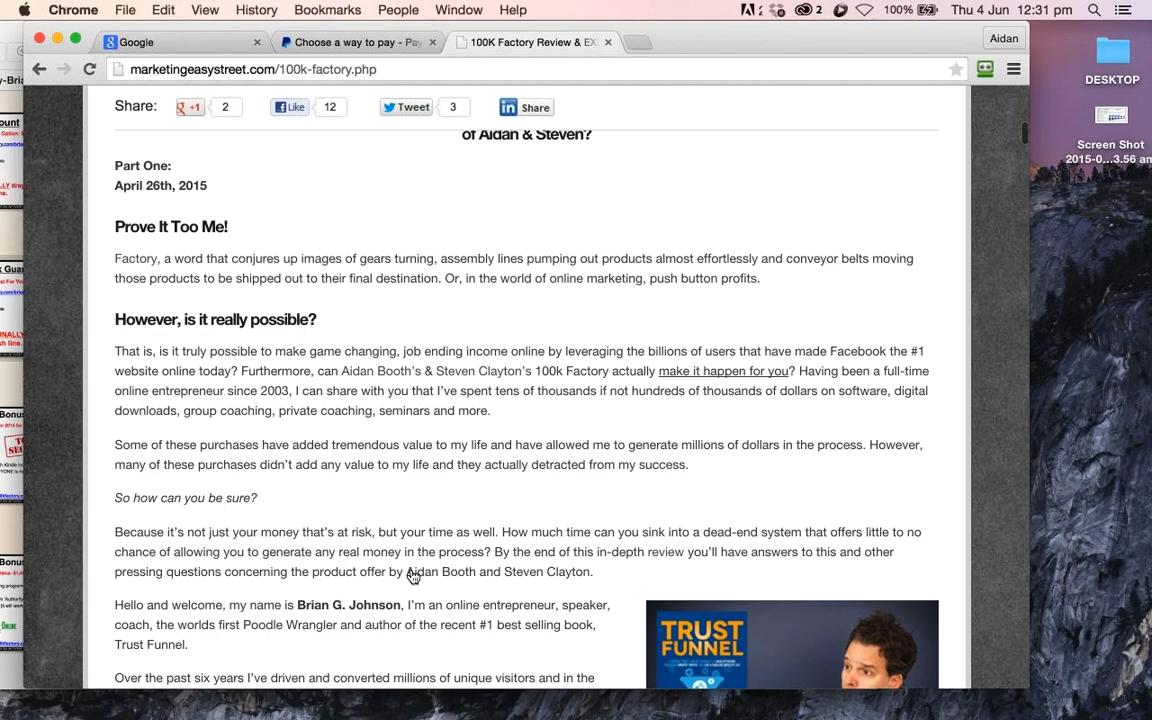 Chrome File Edit View History Bookmarks People Window Help
2 2 100% Thu 4 Jun 12:31 pm
Google
Choose a way to pay - Pay
100K Factory Review & EX
Aidan
marketingeasystreet.com/100k-factory.php
DESKTOP
Screen Shot
2015-0...3.56 am
Share: +1 2 Like 12 Tweet 3 Share
of Aidan & Steven?
Part One:
April 26th, 2015
Prove It Too Me!
Factory, a word that conjures up images of gears turning, assembly lines pumping out products almost effortlessly and conveyor belts moving
those products to be shipped out to their final destination. Or, in the world of online marketing, push button profits.
However, is it really possible?
That is, is it truly possible to make game changing, job ending income online by leveraging the billions of users that have made Facebook the #1
website online today? Furthermore, can Aidan Booth's & Steven Clayton's 100k Factory actually make it happen for you? Having been a full-time
online entrepreneur since 2003, I can share with you that I've spent tens of thousands if not hundreds of thousands of dollars on software, digital
downloads, group coaching, private coaching, seminars and more.
Some of these purchases have added tremendous value to my life and have allowed me to generate millions of dollars in the process. However,
many of these purchases didn't add any value to my life and they actually detracted from my success.
So how can you be sure?
Because it's not just your money that's at risk, but your time as well. How much time can you sink into a dead-end system that offers little to no
chance of allowing you to generate any real money in the process? By the end of this in-depth review you'll have answers to this and other
pressing questions concerning the product offer by Aidan Booth and Steven Clayton.
Hello and welcome, my name is Brian G. Johnson, I'm an online entrepreneur, speaker,
coach, the worlds first Poodle Wrangler and author of the recent #1 best selling book,
Trust Funnel.
Over the past six years I've driven and converted millions of unique visitors and in the
TRUST
FUNNEL